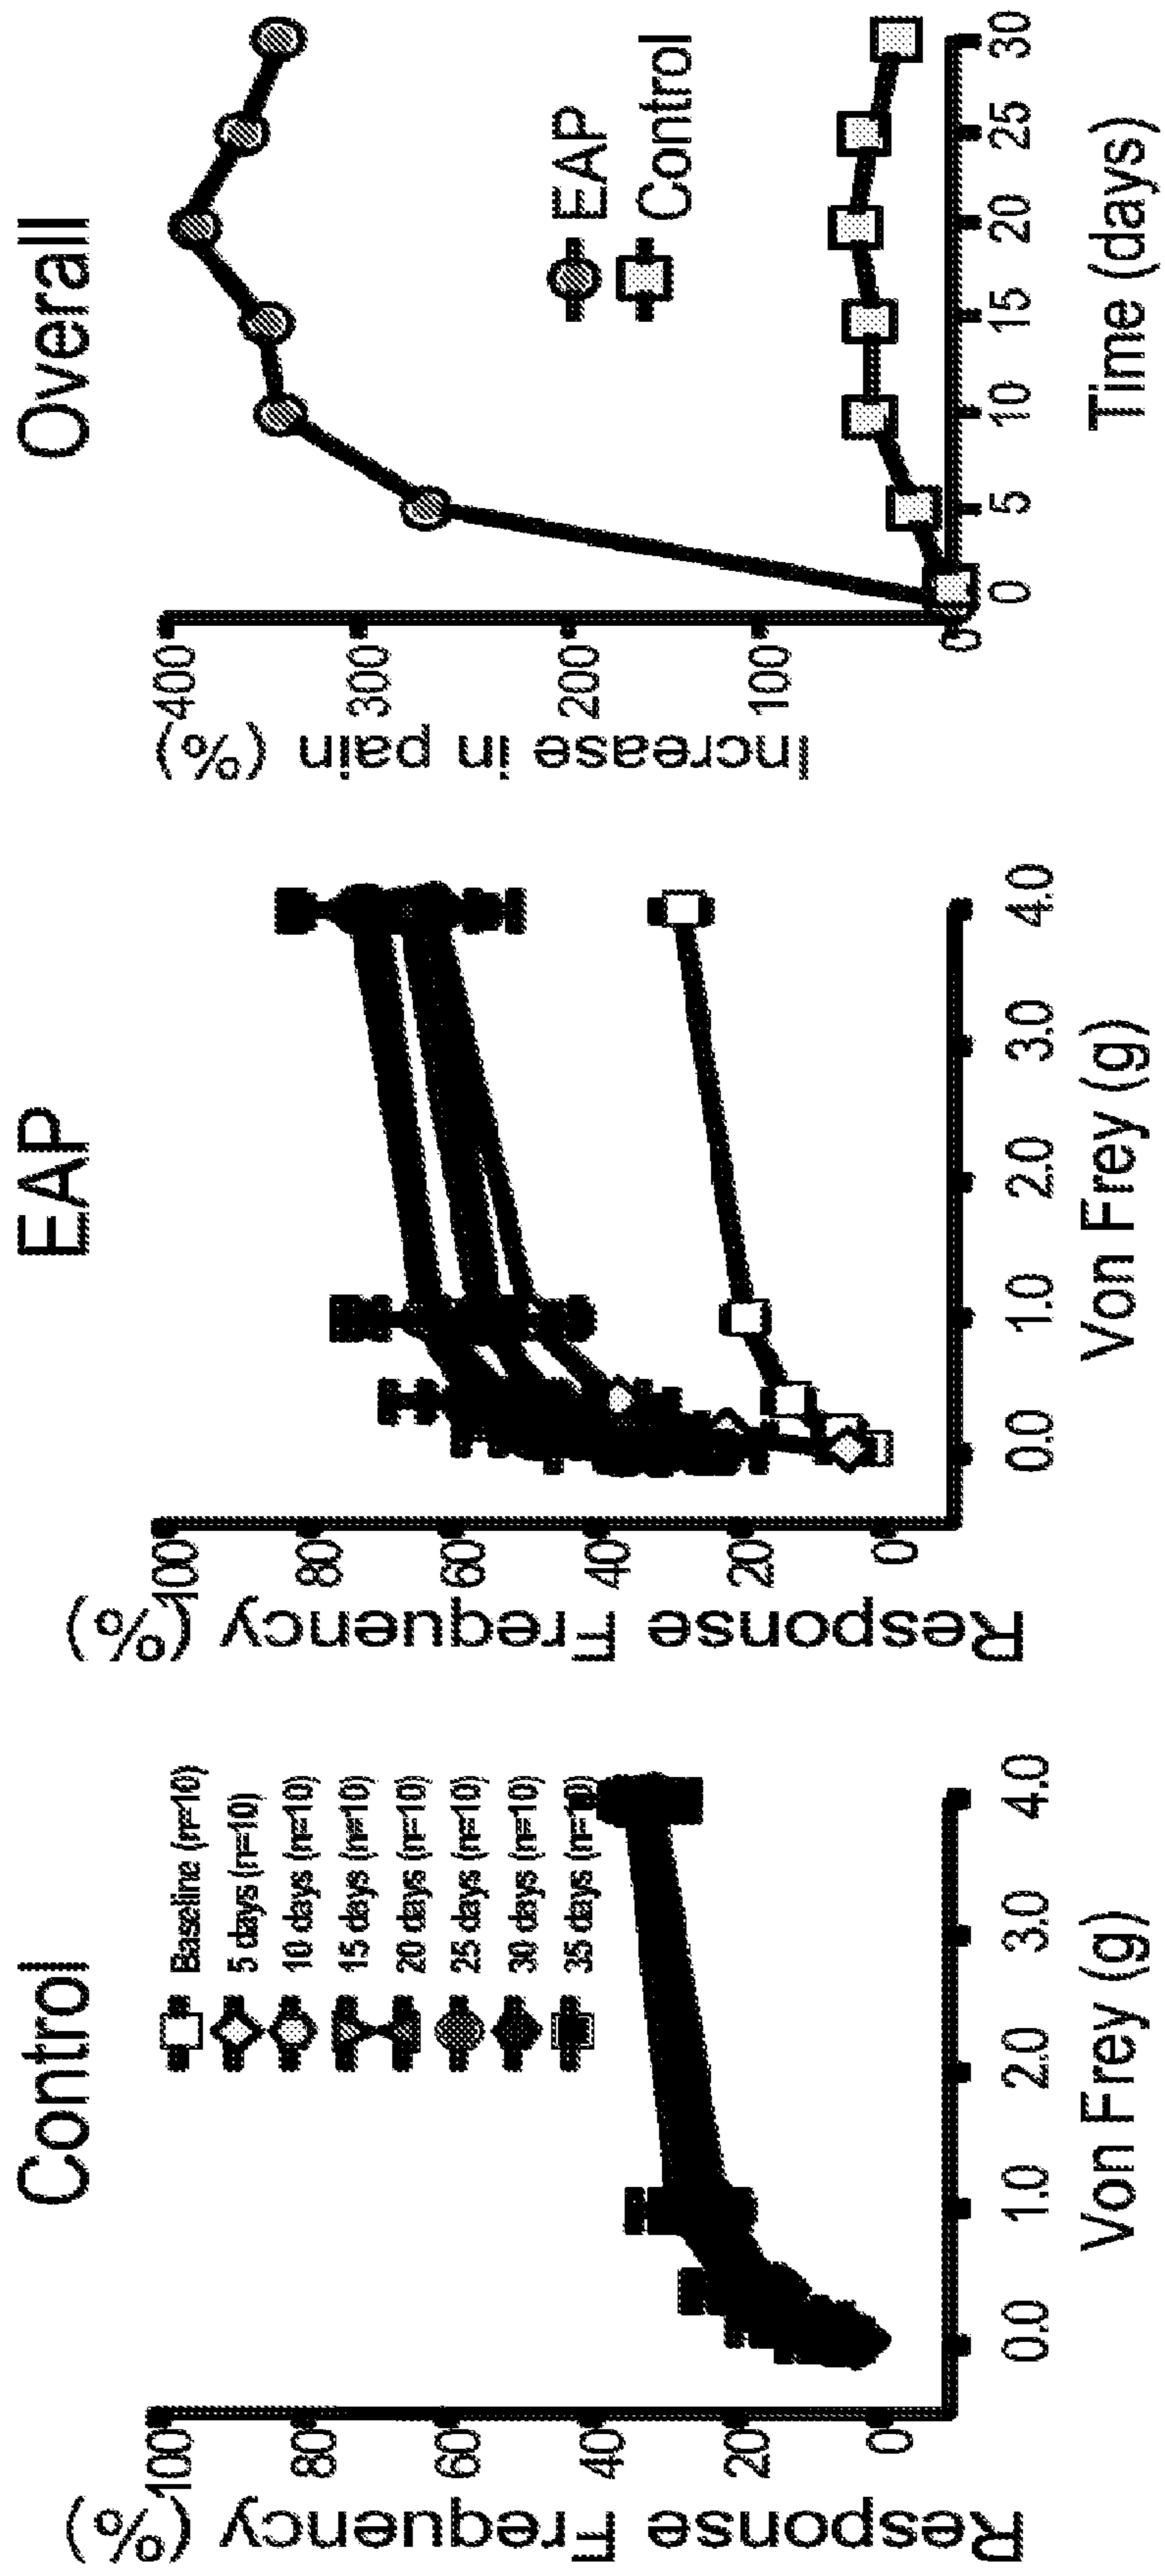 Control
Response Frequency (%)
100
80
60
40
20
0
Baseline (n=10)
5 days (n=10)
10 days (n=10)
15 days (n=10)
20 days (n=10)
25 days (n=10)
30 days (n=10)
35 days (n=10)
0.0 1.0 2.0 3.0 4.0
Von Frey (g)
EAP
Response Frequency (%)
100
80
60
40
20
0
0.0 1.0 2.0 3.0 4.0
Von Frey (g)
Overall
increase in pain (%)
400
300
200
100
0
EAP
Control
0 5 10 15 20 25 30
Time (days)